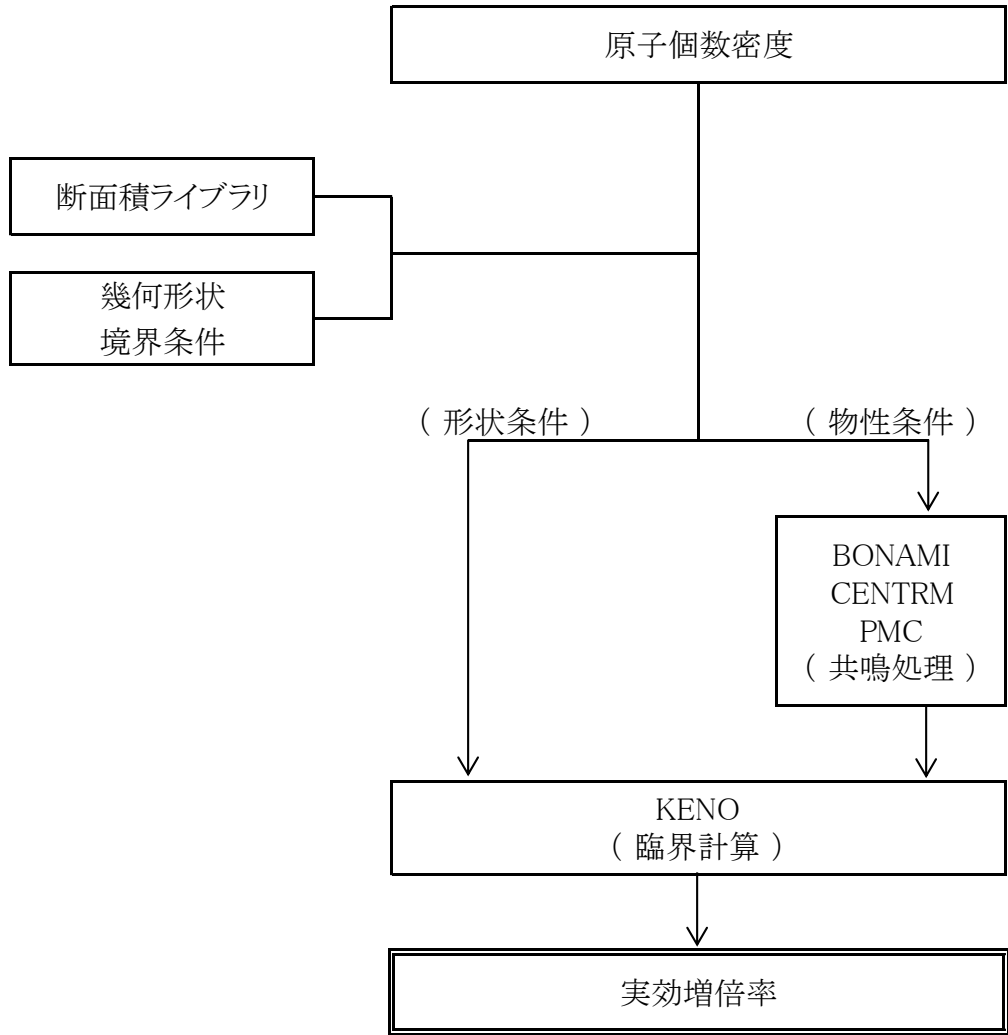 原子個数密度
断面積ライブラリ
幾何形状
境界条件
( 形状条件 )
( 物性条件 )
BONAMI
CENTRM
PMC
( 共鳴処理 )
KENO
( 臨界計算 )
実効増倍率